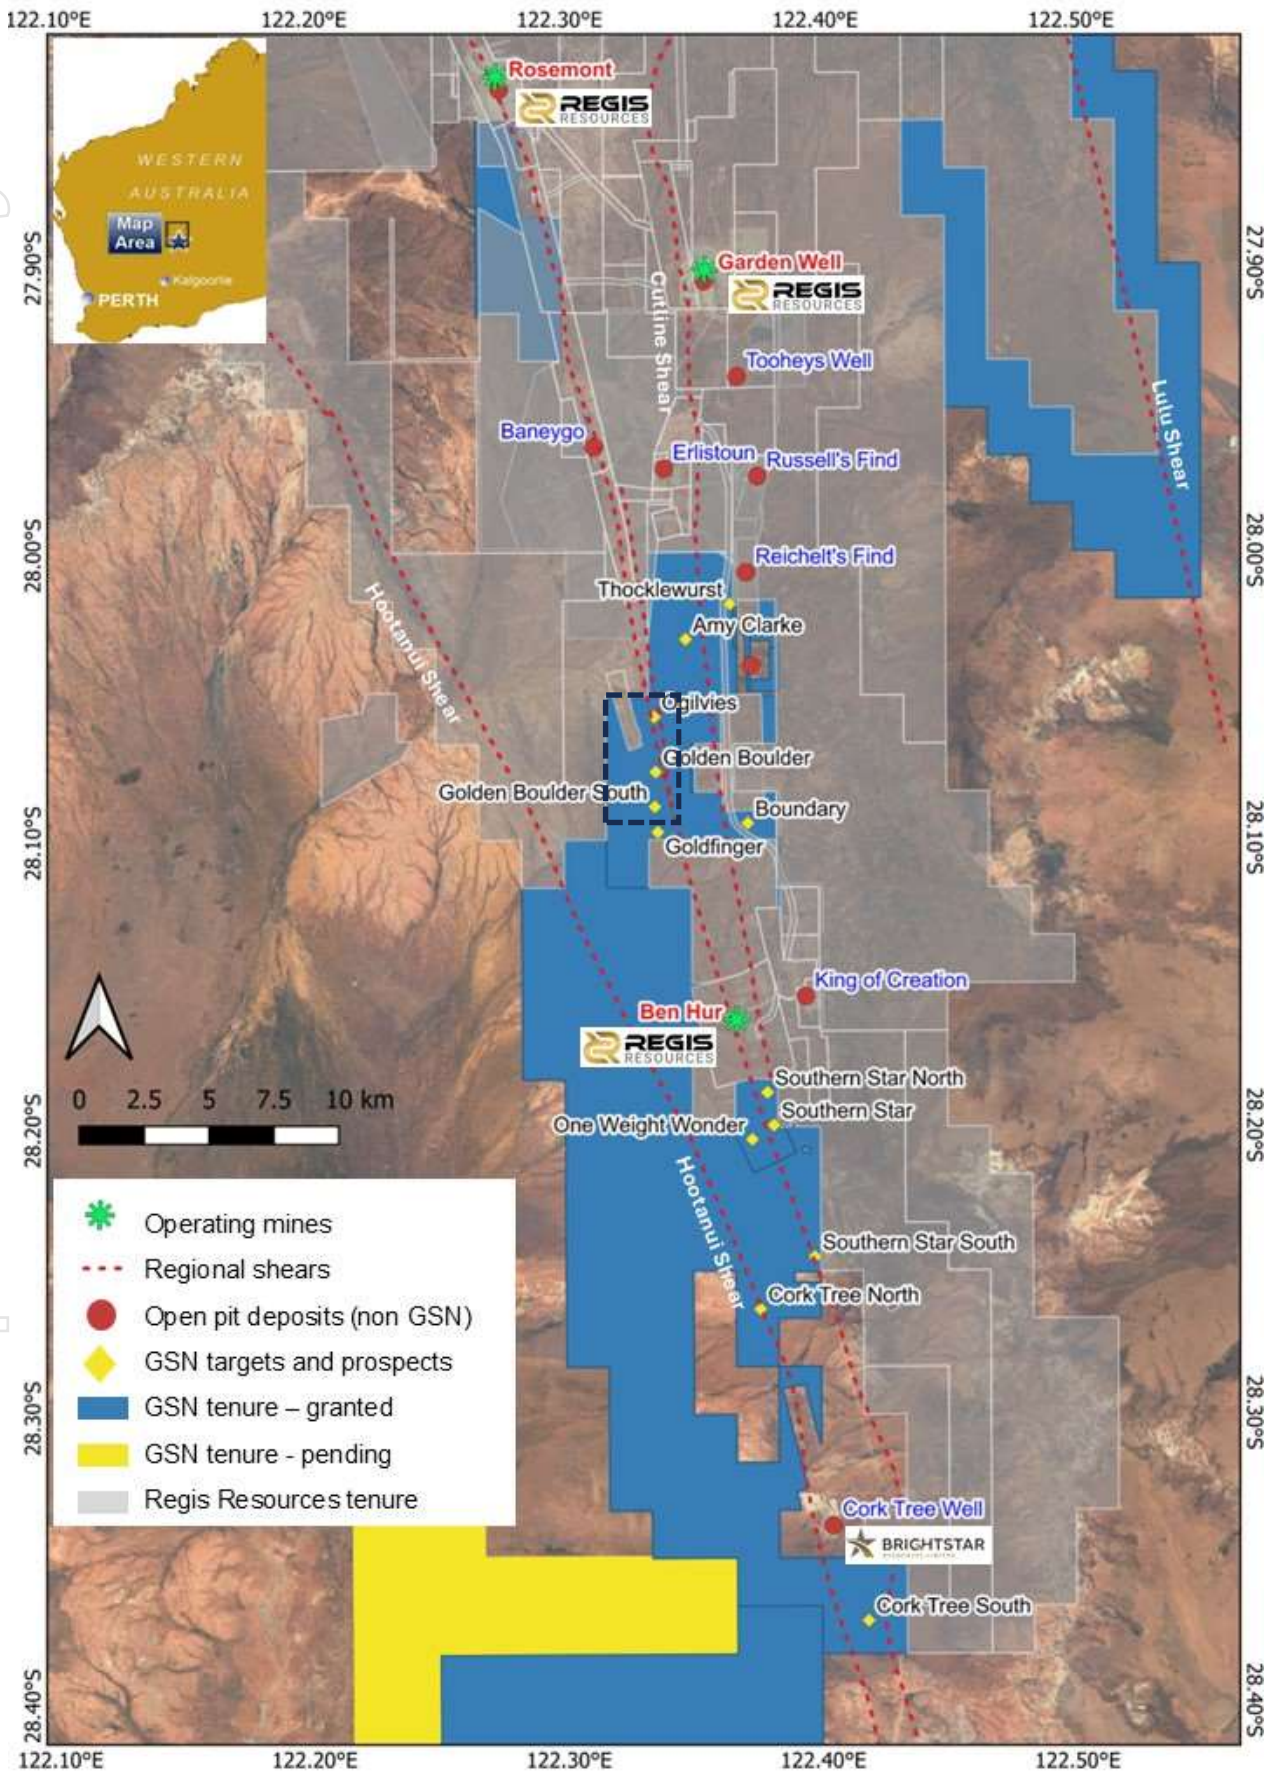 122.10°E 122.20°E 122.30°E 122.40°E 122.50°E
Rosemont
REGIS
RESOURCES
WESTERN
AUSTRALIA
Map
Area
Kalgoorlie
PERTH
27.90°S
27.90°S
Garden Well
REGIS
RESOURCES
Cutline Shear
Tooheys Well
Lulu Shear
Baneygo
Erlistoun
Russell's Find
28.00°S
28.00°S
Reichelt's Find
Thocklewurst
Amy Clarke
Hootanui Shear
Ogilvies
Golden Boulder
Golden Boulder South
Boundary
Goldfinger
28.10°S
28.10°S
King of Creation
Ben Hur
REGIS
RESOURCES
0 2.5 5 7.5 10 km
Southern Star North
Southern Star
One Weight Wonder
28.20°S
28.20°S
Hootanui Shear
Southern Star South
Cork Tree North
Operating mines
Regional shears
Open pit deposits (non GSN)
GSN targets and prospects
GSN tenure – granted
GSN tenure - pending
Regis Resources tenure
28.30°S
28.30°S
Cork Tree Well
BRIGHTSTAR
Cork Tree South
28.40°S
28.40°S
122.10°E 122.20°E 122.30°E 122.40°E 122.50°E